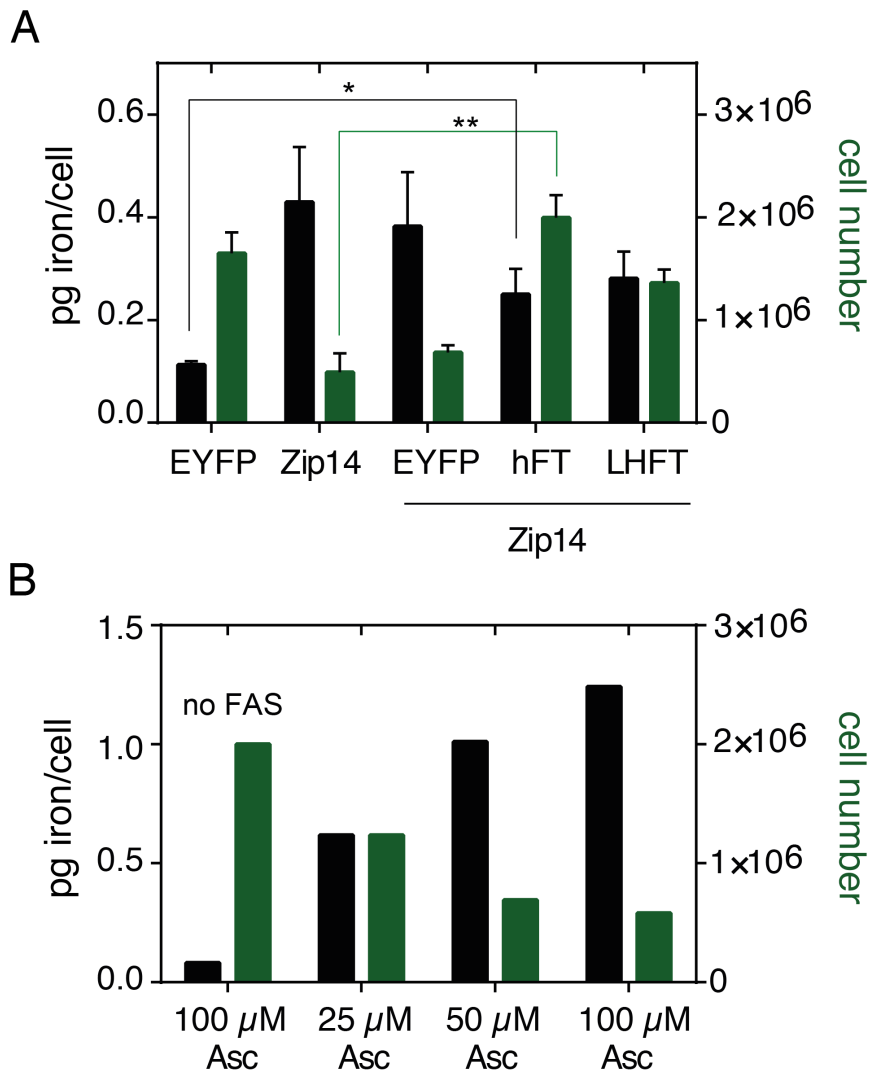 A
*
**
0.6
0.4
0.2
0.0
pg iron/cell
3×10⁶
2×10⁶
1×10⁶
0
cell number
EYFP Zip14 EYFP hFT LHFT
Zip14
B
1.5
1.0
0.5
0.0
pg iron/cell
no FAS
3×10⁶
2×10⁶
1×10⁶
0
cell number
100 µM 25 µM 50 µM 100 µM
Asc Asc Asc Asc